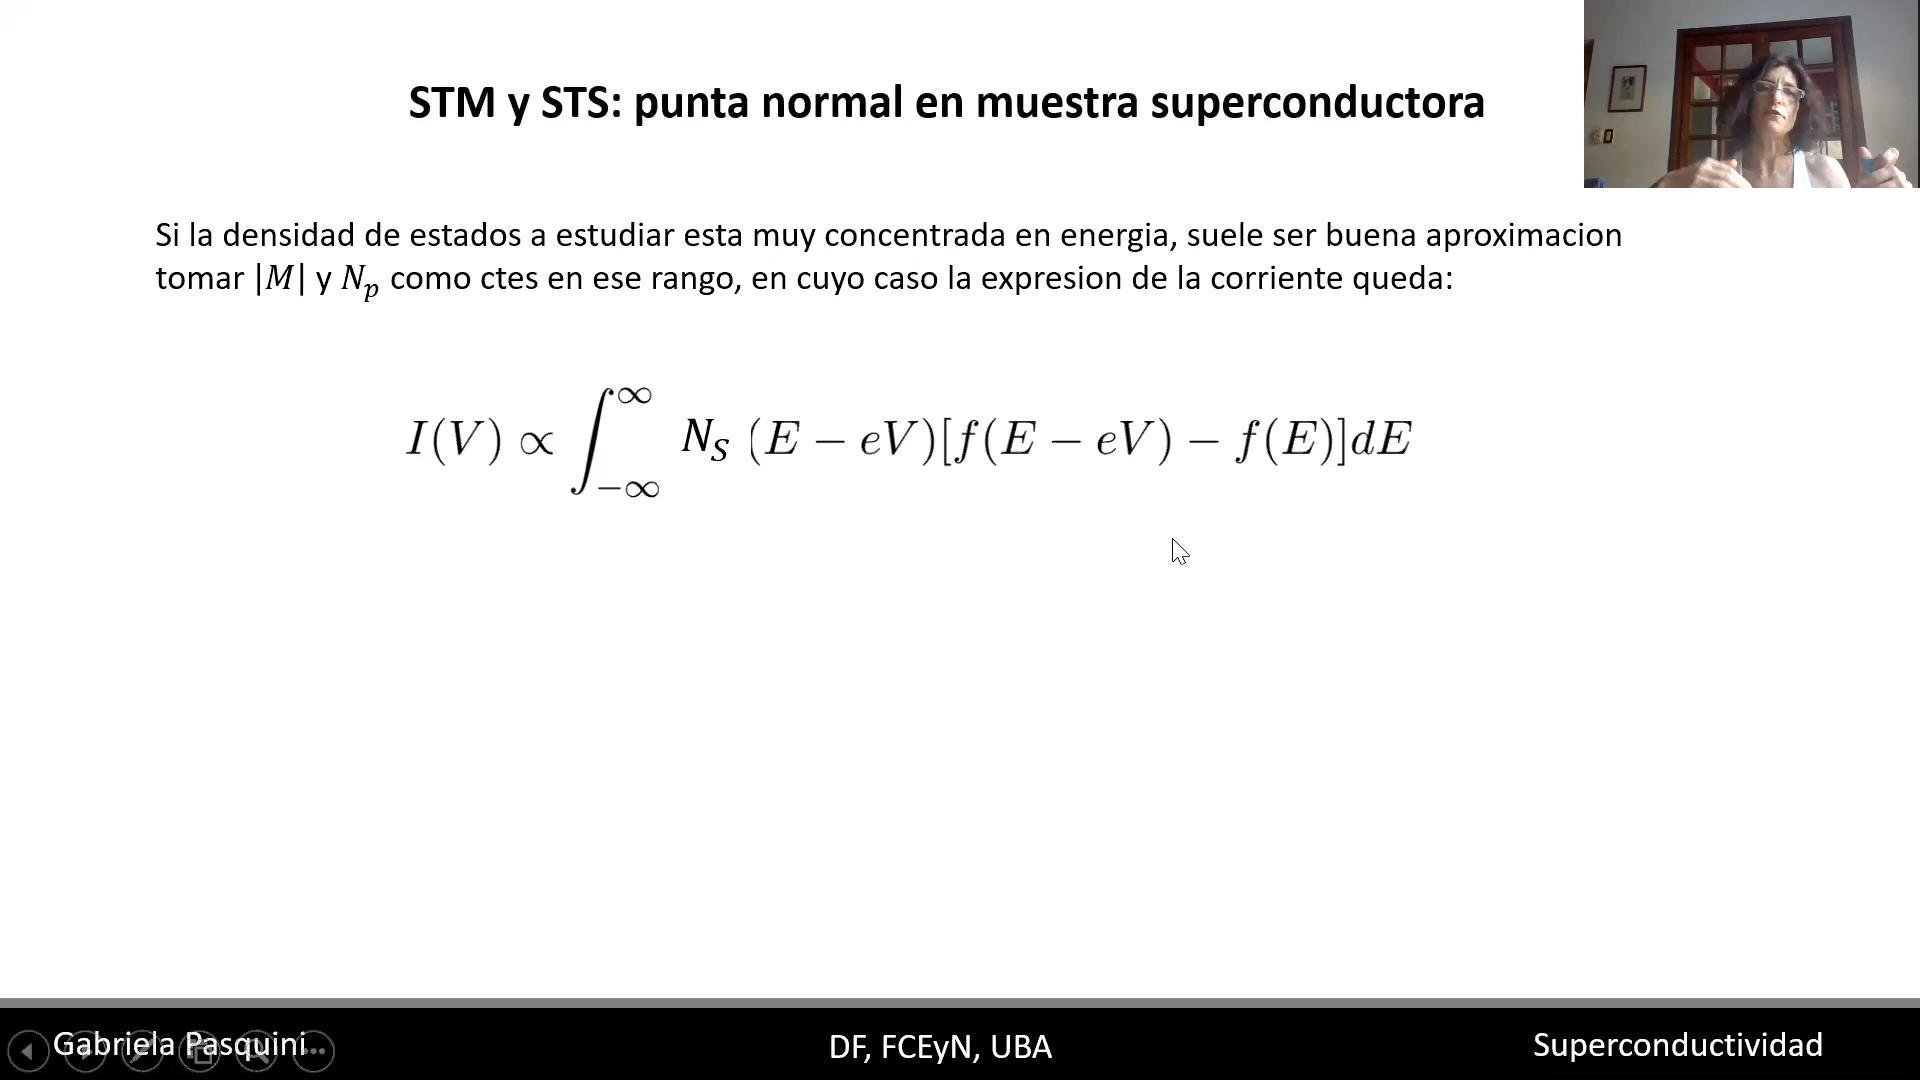 STM y STS: punta normal en muestra superconductora
Si la densidad de estados a estudiar esta muy concentrada en energia, suele ser buena aproximacion
tomar |M| y N_p como ctes en ese rango, en cuyo caso la expresion de la corriente queda:
I(V) ∝ ∫_{-∞}^{∞} N_S (E − eV)[f(E − eV) − f(E)]dE
Gabriela Pasquini
DF, FCEyN, UBA
Superconductividad